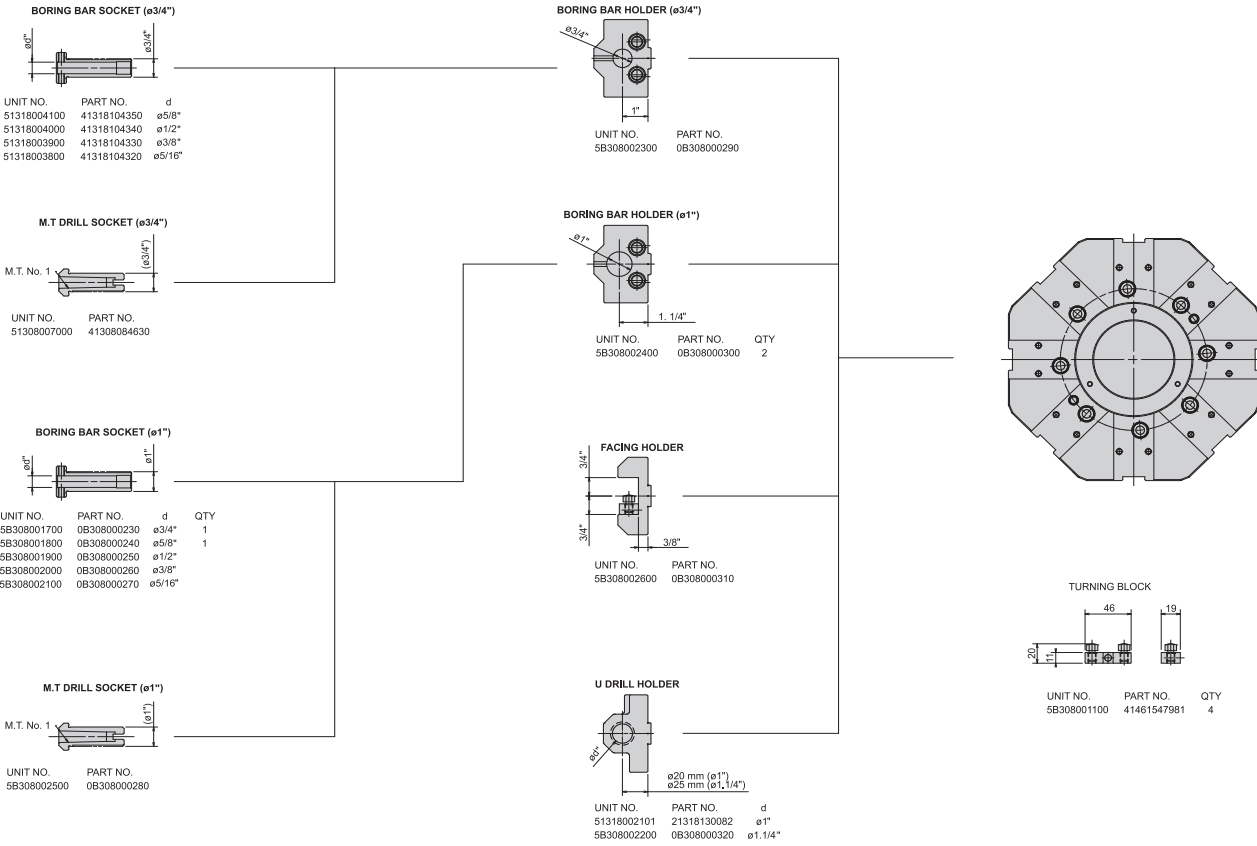 BORING BAR SOCKET (ø3/4")
ød"
ø3/4"
UNIT NO. PART NO. d
51318004100 41318104350 ø5/8"
51318004000 41318104340 ø1/2"
51318003900 41318104330 ø3/8"
51318003800 41318104320 ø5/16"
M.T DRILL SOCKET (ø3/4")
M.T. No. 1
(ø3/4")
UNIT NO. PART NO.
51308007000 41308084630
BORING BAR SOCKET (ø1")
ød"
ø1"
UNIT NO. PART NO. d QTY
5B308001700 0B308000230 ø3/4" 1
5B308001800 0B308000240 ø5/8" 1
5B308001900 0B308000250 ø1/2"
5B308002000 0B308000260 ø3/8"
5B308002100 0B308000270 ø5/16"
M.T DRILL SOCKET (ø1")
M.T. No. 1
(ø1")
UNIT NO. PART NO.
5B308002500 0B308000280
BORING BAR HOLDER (ø3/4")
ø3/4"
1"
UNIT NO. PART NO.
5B308002300 0B308000290
BORING BAR HOLDER (ø1")
ø1"
1. 1/4"
UNIT NO. PART NO. QTY
5B308002400 0B308000300 2
FACING HOLDER
3/4"
3/4"
3/8"
UNIT NO. PART NO.
5B308002600 0B308000310
U DRILL HOLDER
ød"
ø20 mm (ø1")
ø25 mm (ø1.1/4")
UNIT NO. PART NO. d
51318002101 21318130082 ø1"
5B308002200 0B308000320 ø1.1/4"
TURNING BLOCK
46
19
20
11
UNIT NO. PART NO. QTY
5B308001100 41461547981 4